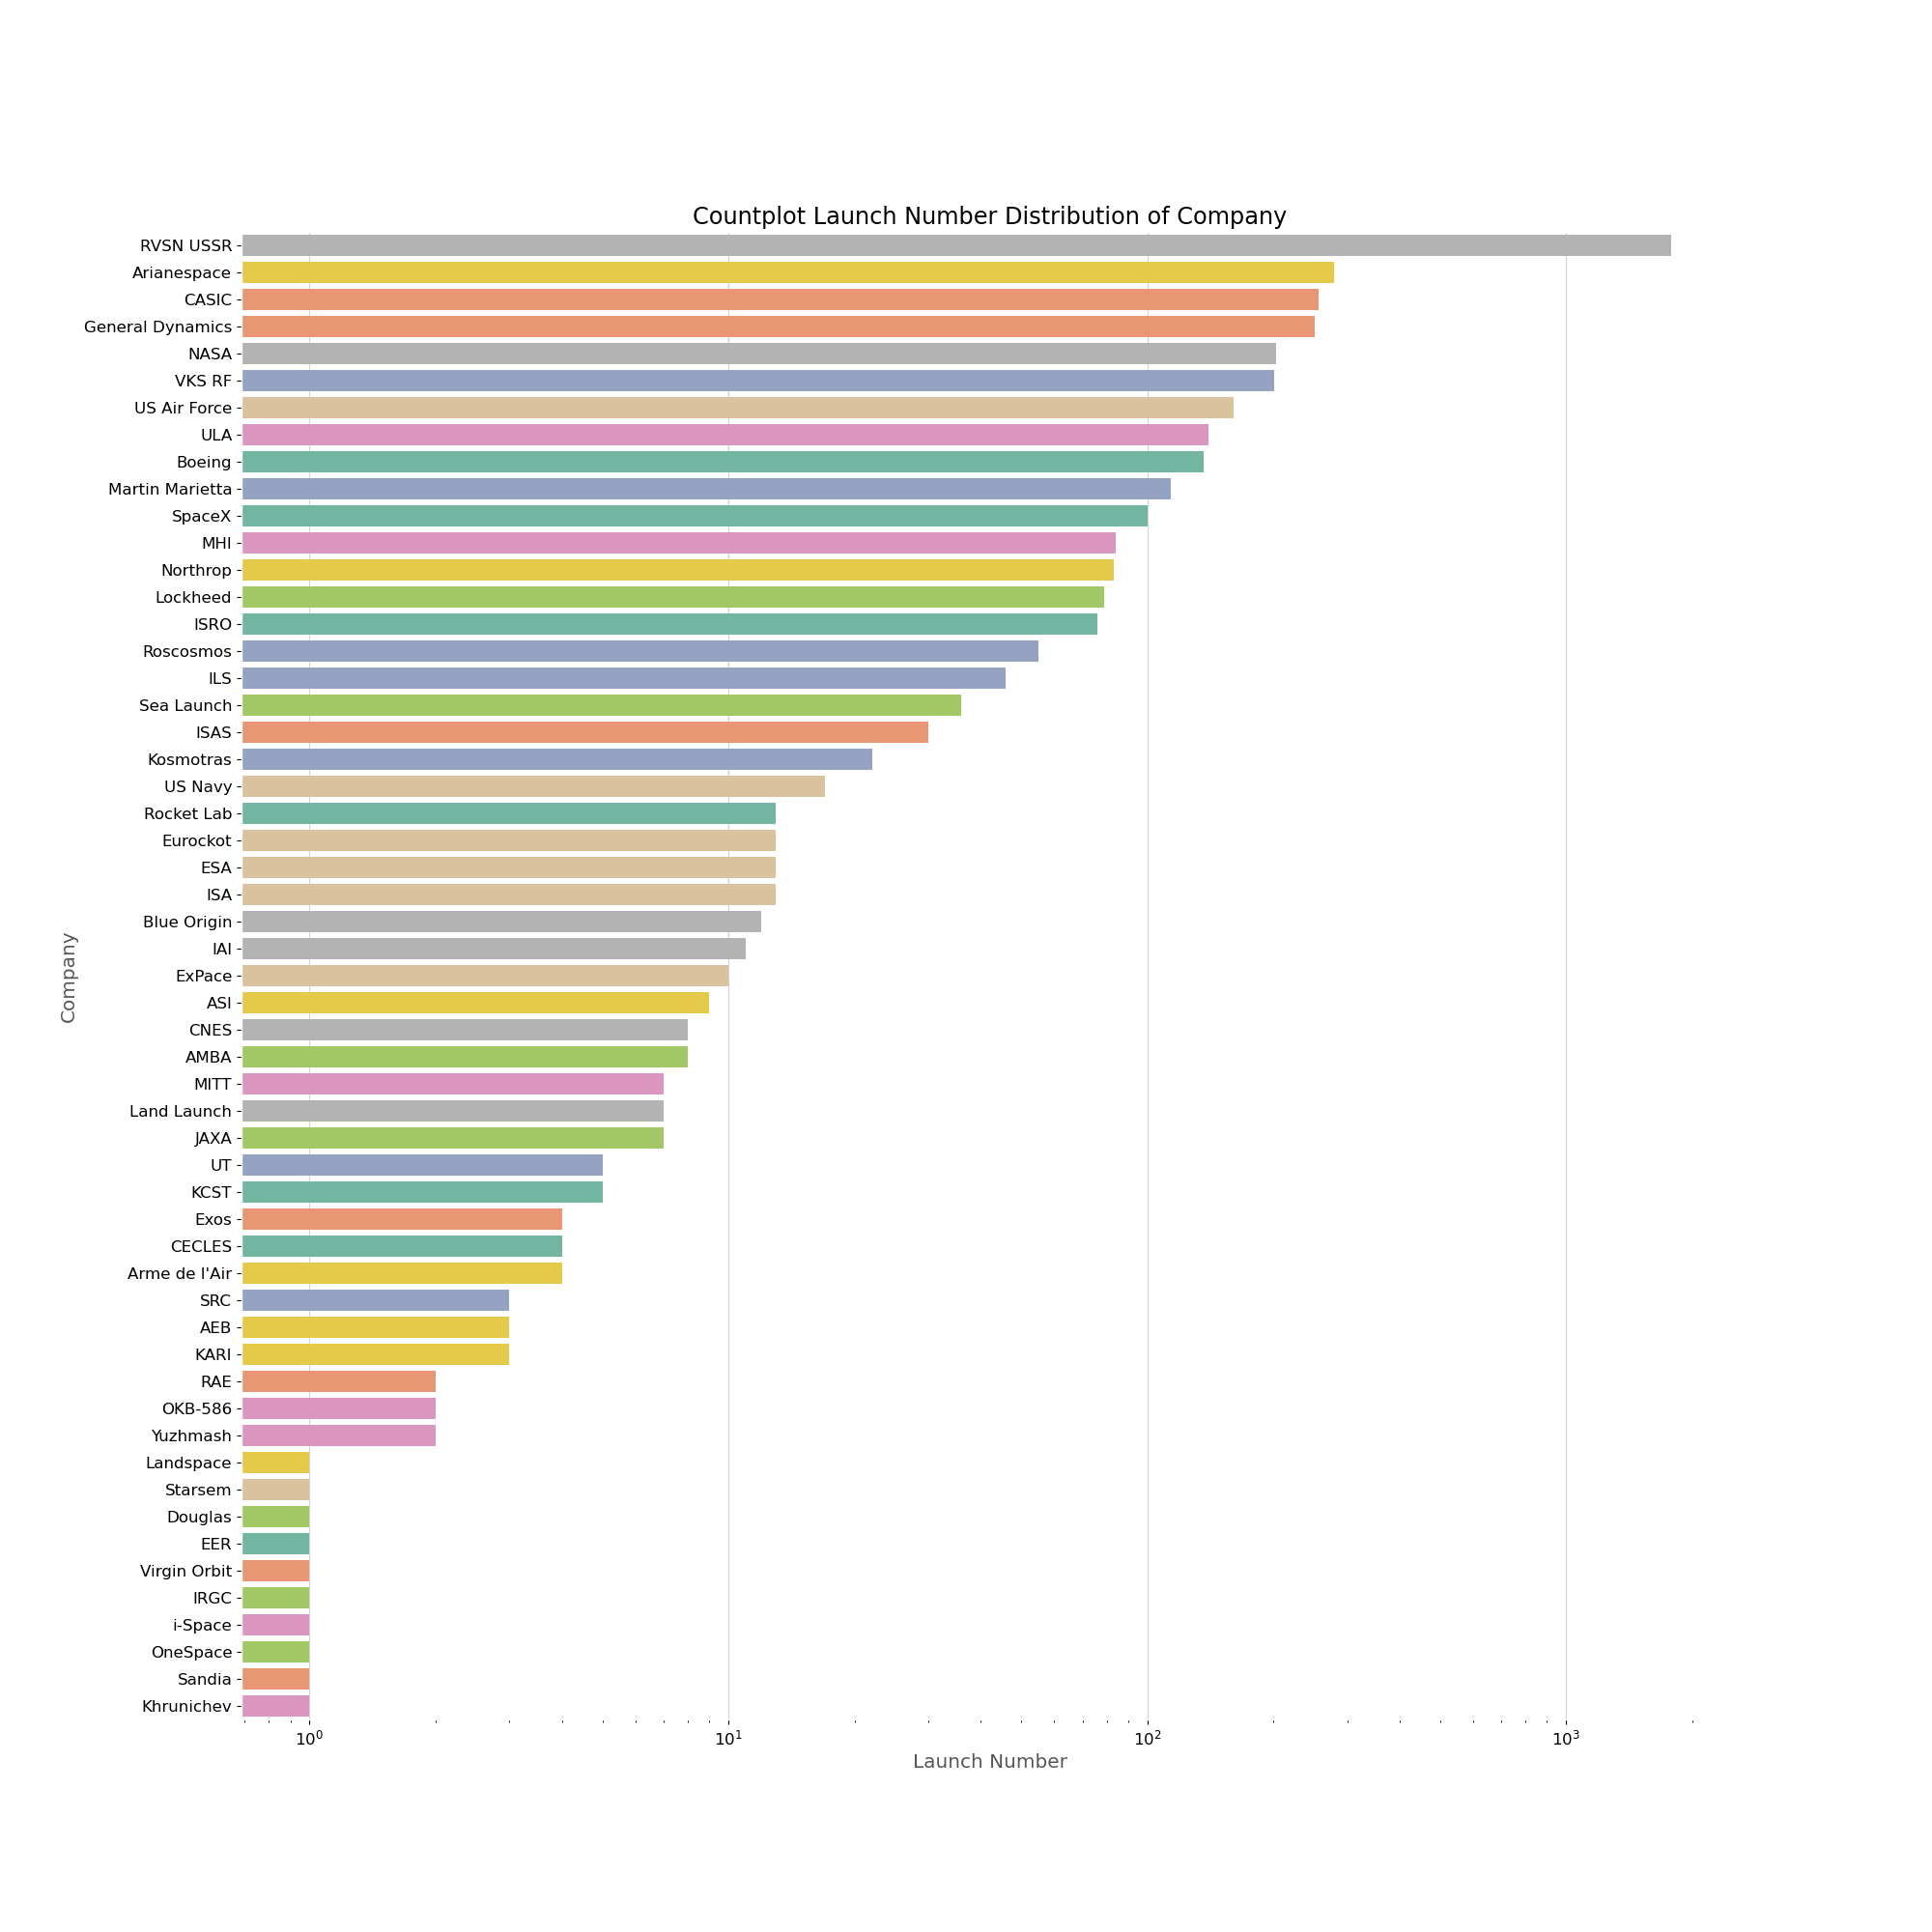 Countplot Launch Number Distribution of Company
RVSN USSR
Arianespace
CASIC
General Dynamics
NASA
VKS RF
US Air Force
ULA
Boeing
Martin Marietta
SpaceX
MHI
Northrop
Lockheed
ISRO
Roscosmos
ILS
Sea Launch
ISAS
Kosmotras
US Navy
Rocket Lab
Eurockot
ESA
ISA
Blue Origin
IAI
ExPace
ASI
CNES
AMBA
MITT
Land Launch
JAXA
UT
KCST
Exos
CECLES
Arme de l'Air
SRC
AEB
KARI
RAE
OKB-586
Yuzhmash
Landspace
Starsem
Douglas
EER
Virgin Orbit
IRGC
i-Space
OneSpace
Sandia
Khrunichev
Company
10⁰ 10¹ 10² 10³
Launch Number